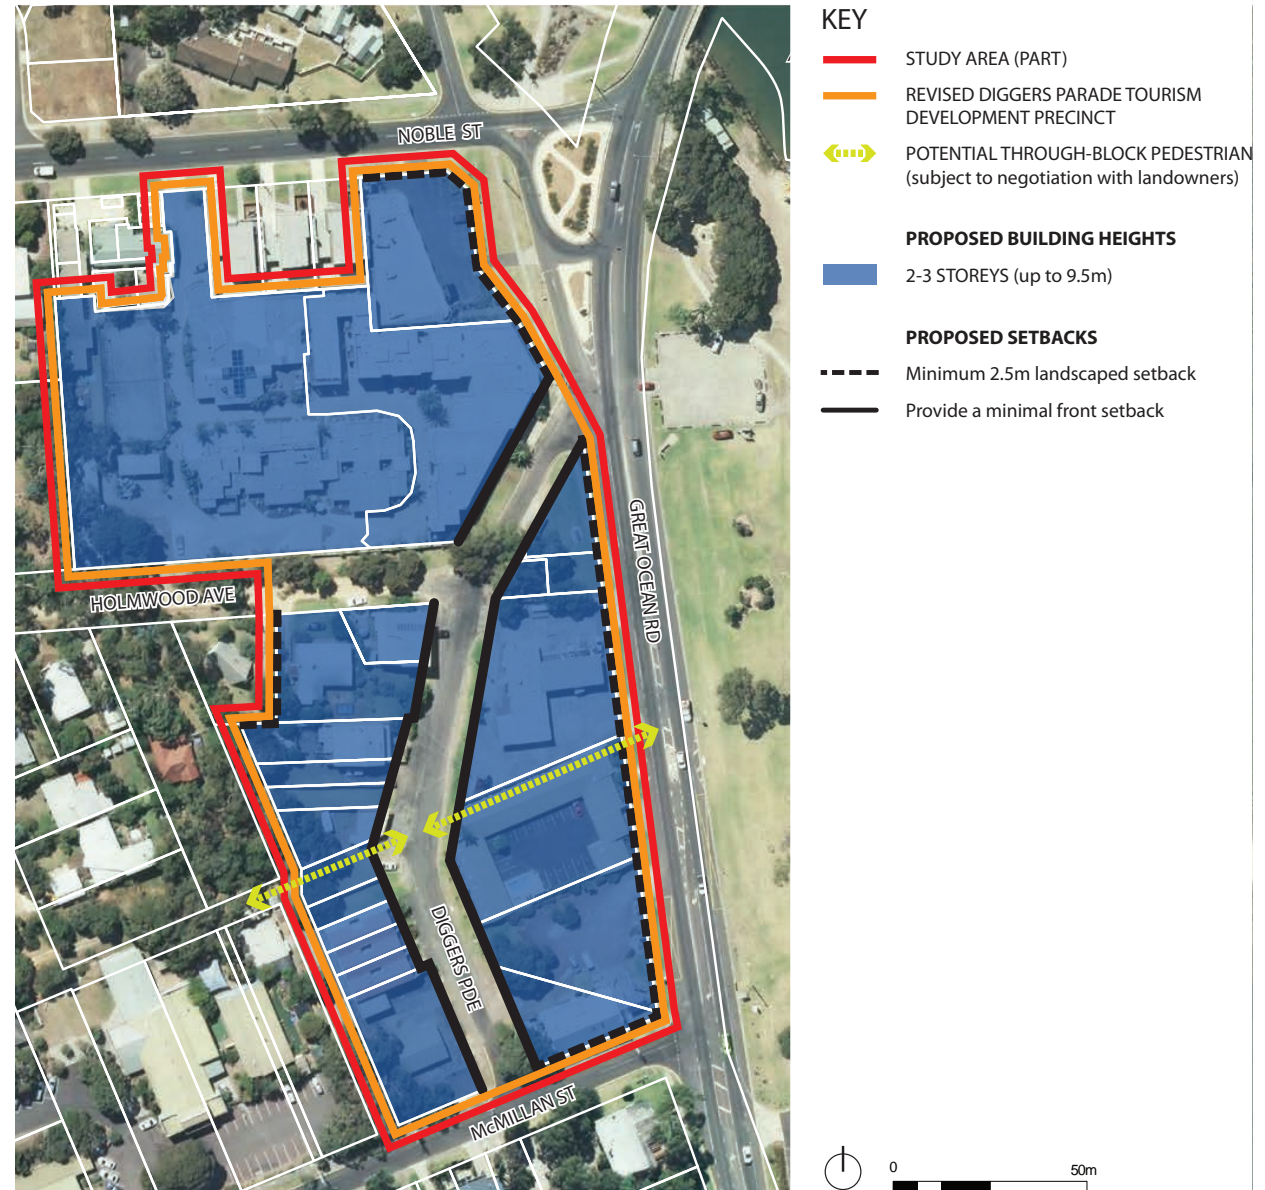 KEY
STUDY AREA (PART)
REVISED DIGGERS PARADE TOURISM
DEVELOPMENT PRECINCT
POTENTIAL THROUGH-BLOCK PEDESTRIAN
(subject to negotiation with landowners)
PROPOSED BUILDING HEIGHTS
2-3 STOREYS (up to 9.5m)
PROPOSED SETBACKS
Minimum 2.5m landscaped setback
Provide a minimal front setback
NOBLE ST
GREAT OCEAN RD
HOLMWOOD AVE
DIGGERS PDE
McMILLAN ST
0 50m